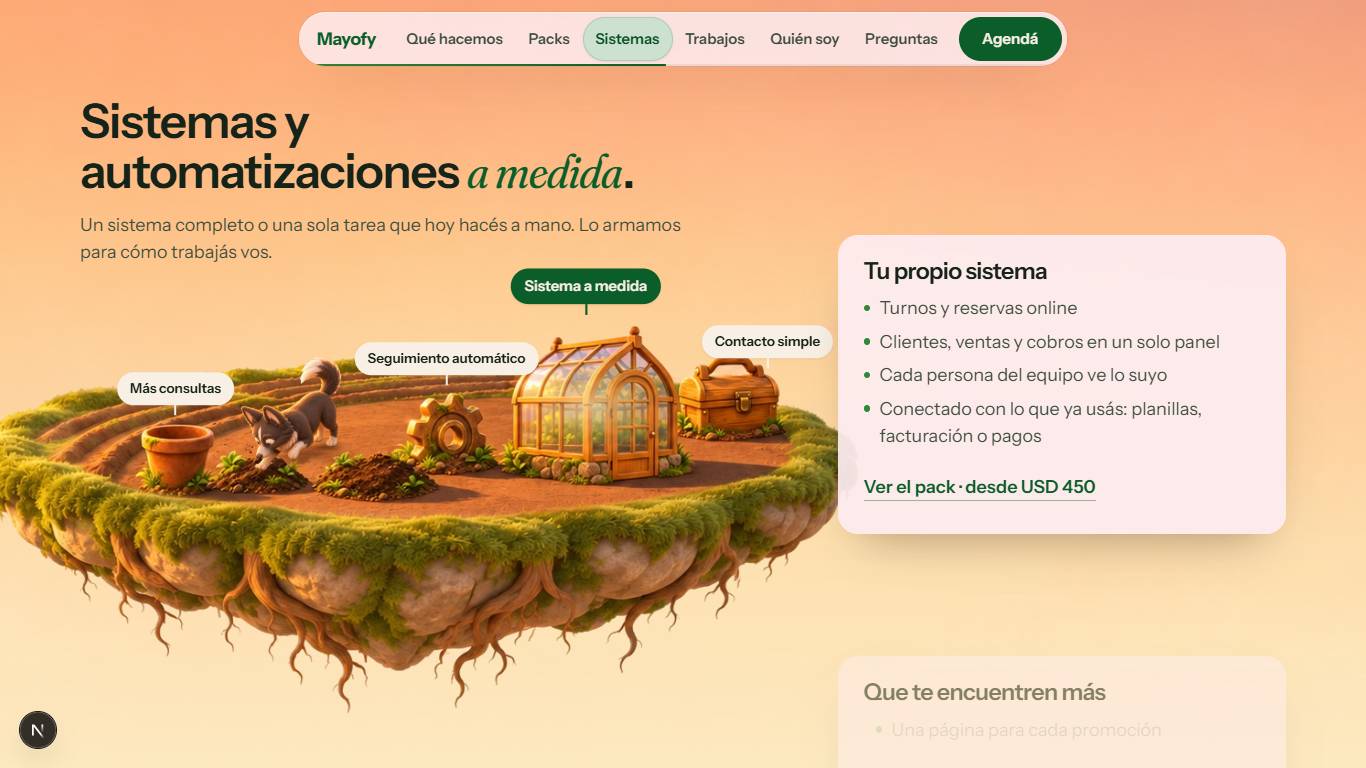 Mayofy
Qué hacemos
Packs
Sistemas
Trabajos
Quién soy
Preguntas
Agendá
Sistemas y
automatizaciones a medida.
Un sistema completo o una sola tarea que hoy hacés a mano. Lo armamos
para cómo trabajás vos.
Sistema a medida
Contacto simple
Seguimiento automático
Más consultas
Tu propio sistema
Turnos y reservas online
Clientes, ventas y cobros en un solo panel
Cada persona del equipo ve lo suyo
Conectado con lo que ya usás: planillas,
facturación o pagos
Ver el pack · desde USD 450
Que te encuentren más
Una página para cada promoción
N